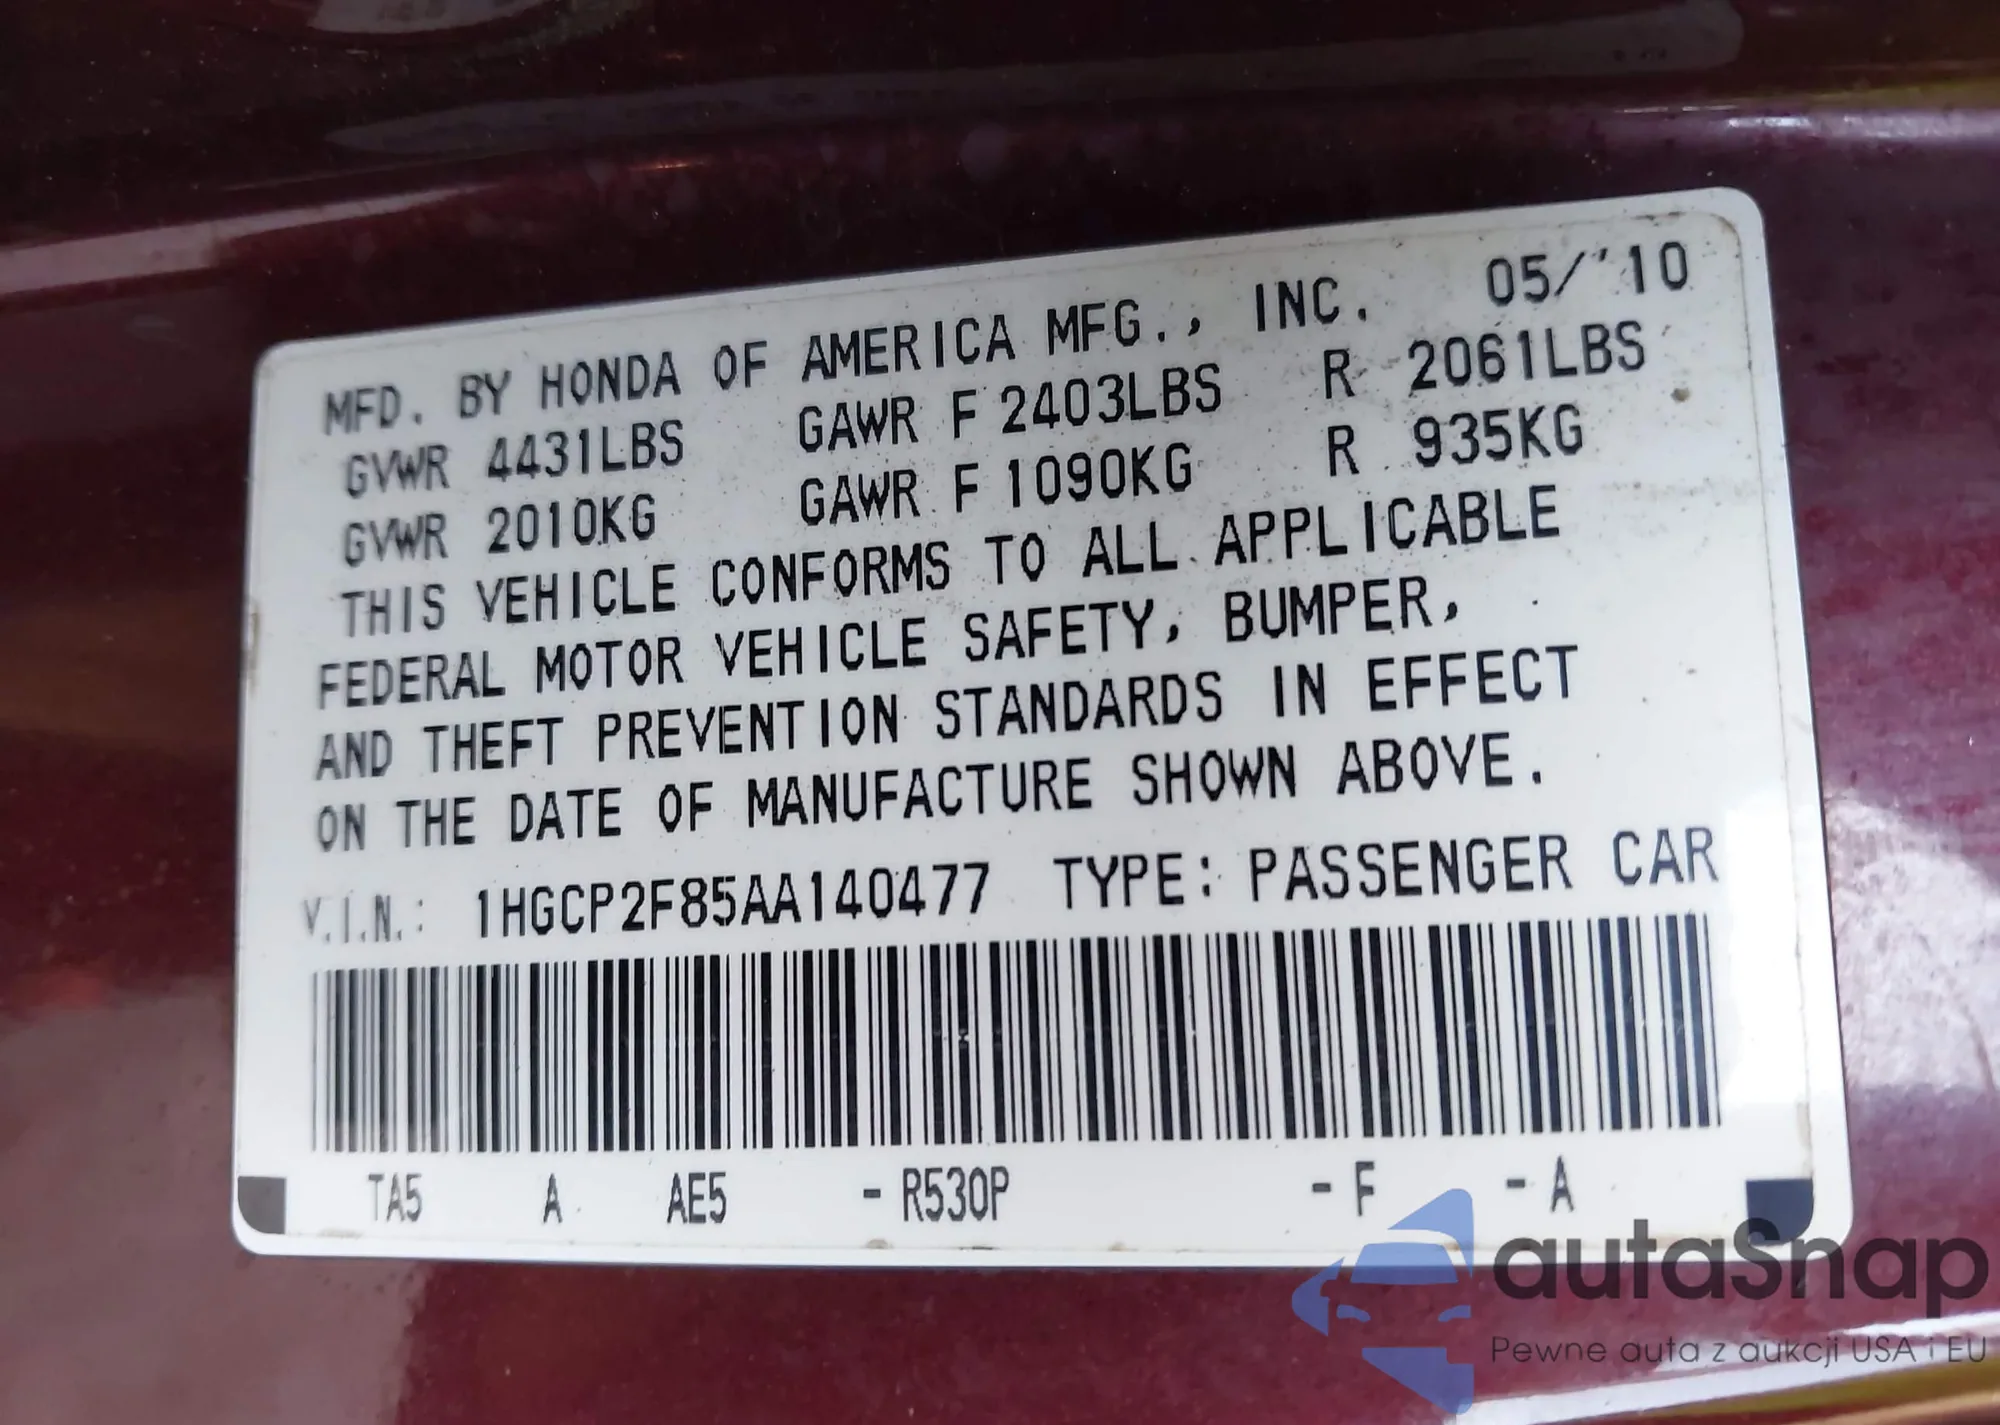 MFD. BY HONDA OF AMERICA MFG., INC. 05/'10
GVWR 4431LBS GAWR F 2403LBS R 2061LBS
GVWR 2010KG GAWR F 1090KG R 935KG
THIS VEHICLE CONFORMS TO ALL APPLICABLE
FEDERAL MOTOR VEHICLE SAFETY, BUMPER,
AND THEFT PREVENTION STANDARDS IN EFFECT
ON THE DATE OF MANUFACTURE SHOWN ABOVE.
V.I.N.: 1HGCP2F85AA140477 TYPE: PASSENGER CAR
TA5 A AE5 - R530P - F - A
autaSnap
Pewne auta z aukcji USA i EU